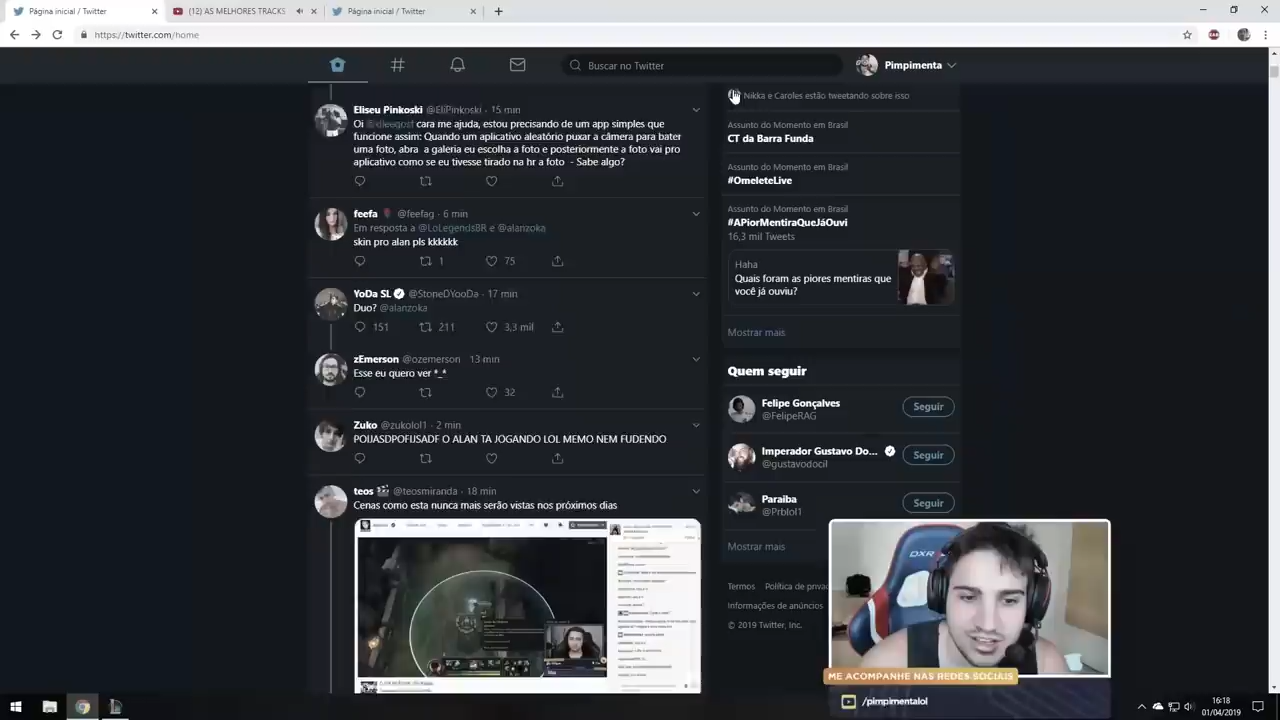 Página inicial / Twitter
(12) AS MELHORES TRACKS
Página inicial / Twitter
https://twitter.com/home
Buscar no Twitter
Pimpimenta
Eliseu Pinkoski @EliPinkoski · 15 min
cara me ajuda, estou precisando de um app simples que
funcione assim: Quando um aplicativo aleatório puxar a câmera para bater
uma foto, abra a galeria eu escolha a foto e posteriormente a foto vai pro
aplicativo como se eu tivesse tirado na hr a foto - Sabe algo?
feefa @feefag · 6 min
Em resposta a @LoLegendsBR e @alanzoka
skin pro alan pls kkkkkk
1
75
YoDa SL @StoneDYooDa · 17 min
Duo? @alanzoka
151
211
3,3 mil
zEmerson @ozemerson · 13 min
Esse eu quero ver *_*
32
Zuko @zukolol1 · 2 min
POIJASDPOFIJSADF O ALAN TA JOGANDO LOL MEMO NEM FUDENDO
teos @teosmiranda · 18 min
Cenas como esta nunca mais serão vistas nos próximos dias
Nikka e Caroles estão tweetando sobre isso
Assunto do Momento em Brasil
CT da Barra Funda
Assunto do Momento em Brasil
#OmeleteLive
Assunto do Momento em Brasil
#APiorMentiraQueJáOuvi
16,3 mil Tweets
Haha
Quais foram as piores mentiras que
você já ouviu?
Mostrar mais
Quem seguir
Felipe Gonçalves
@FelipeRAG
Seguir
Imperador Gustavo Do...
@gustavodocil
Seguir
Paraiba
@Prblol1
Seguir
Mostrar mais
Termos Política de
Informações de anúncios
© 2019 Twitter, Inc.
DXR
ME ACOMPANHE NAS REDES SOCIAIS
/pimpimentalol
16:18
01/04/2019